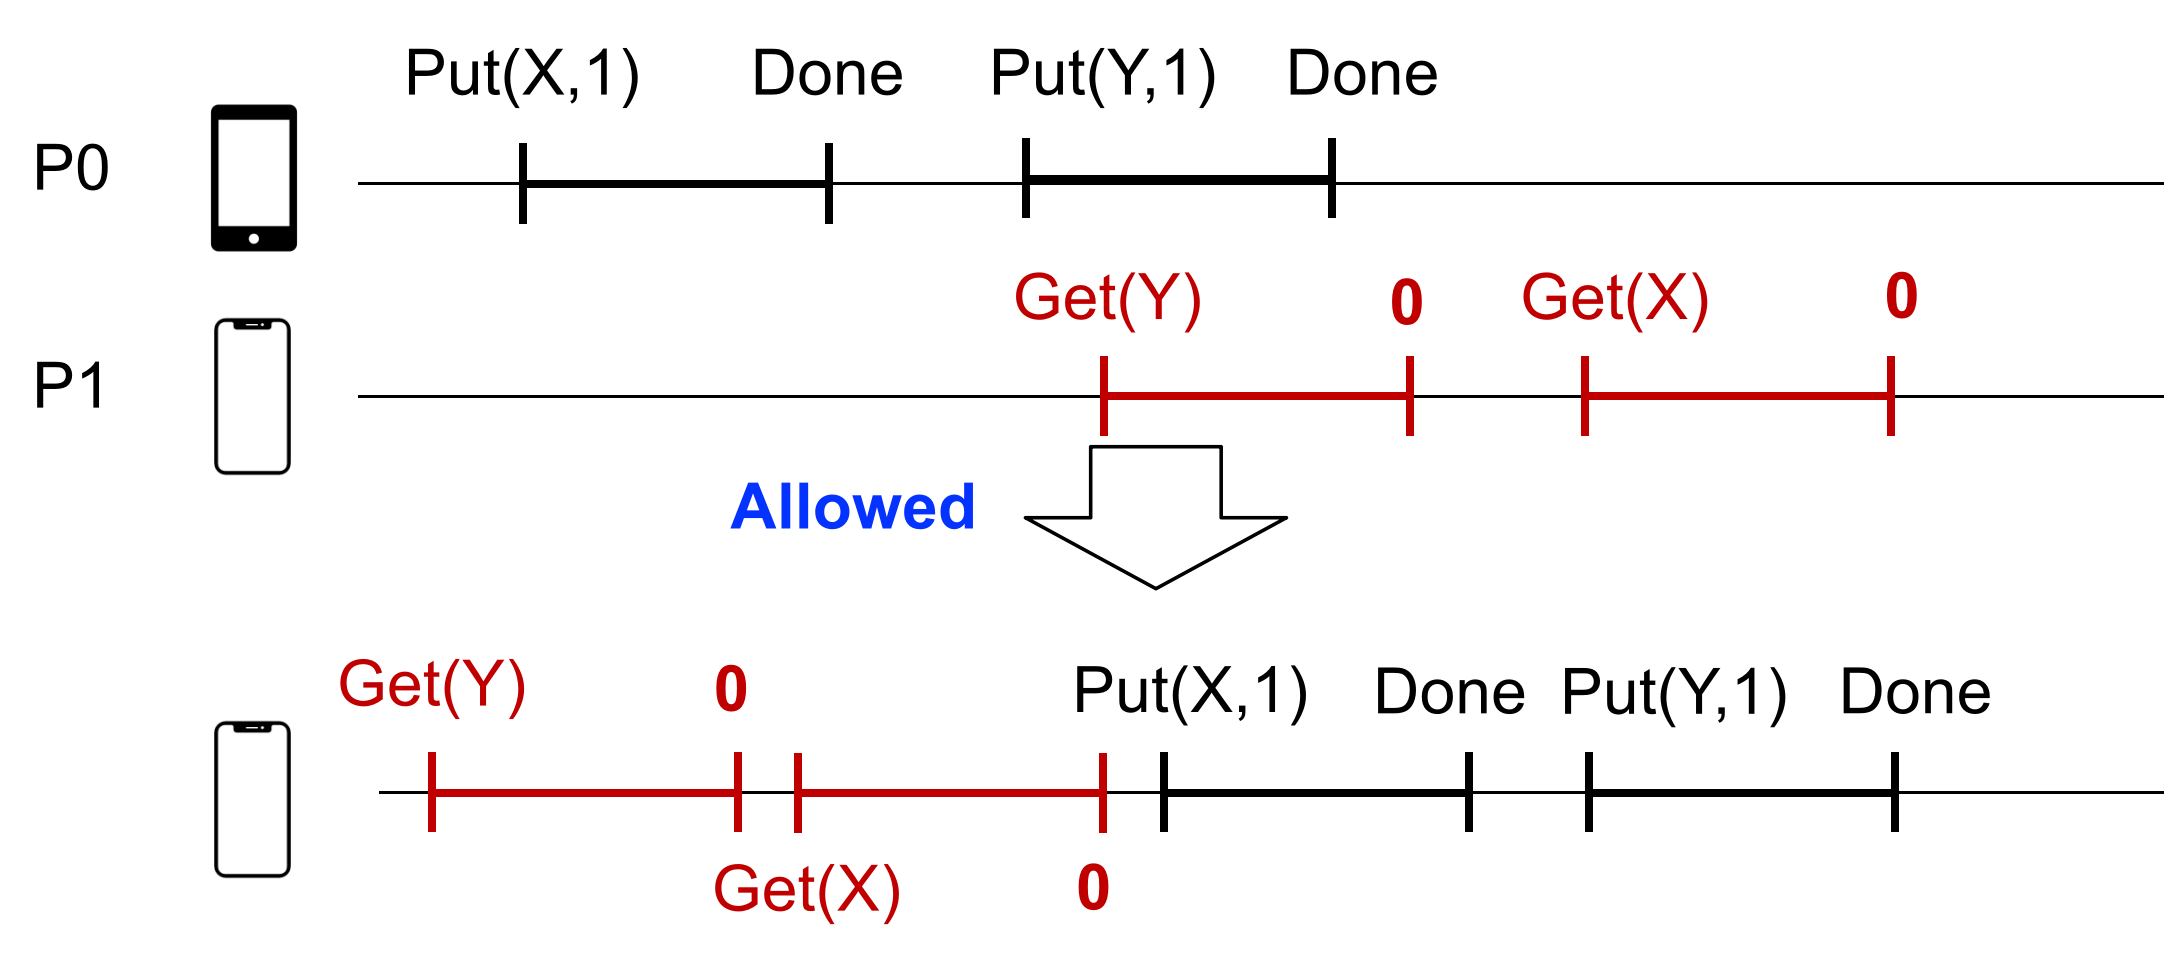 Put(X,1) Done Put(Y,1) Done
P0
Get(Y) 0 Get(X) 0
P1
Allowed
Get(Y) 0 Put(X,1) Done Put(Y,1) Done
Get(X) 0